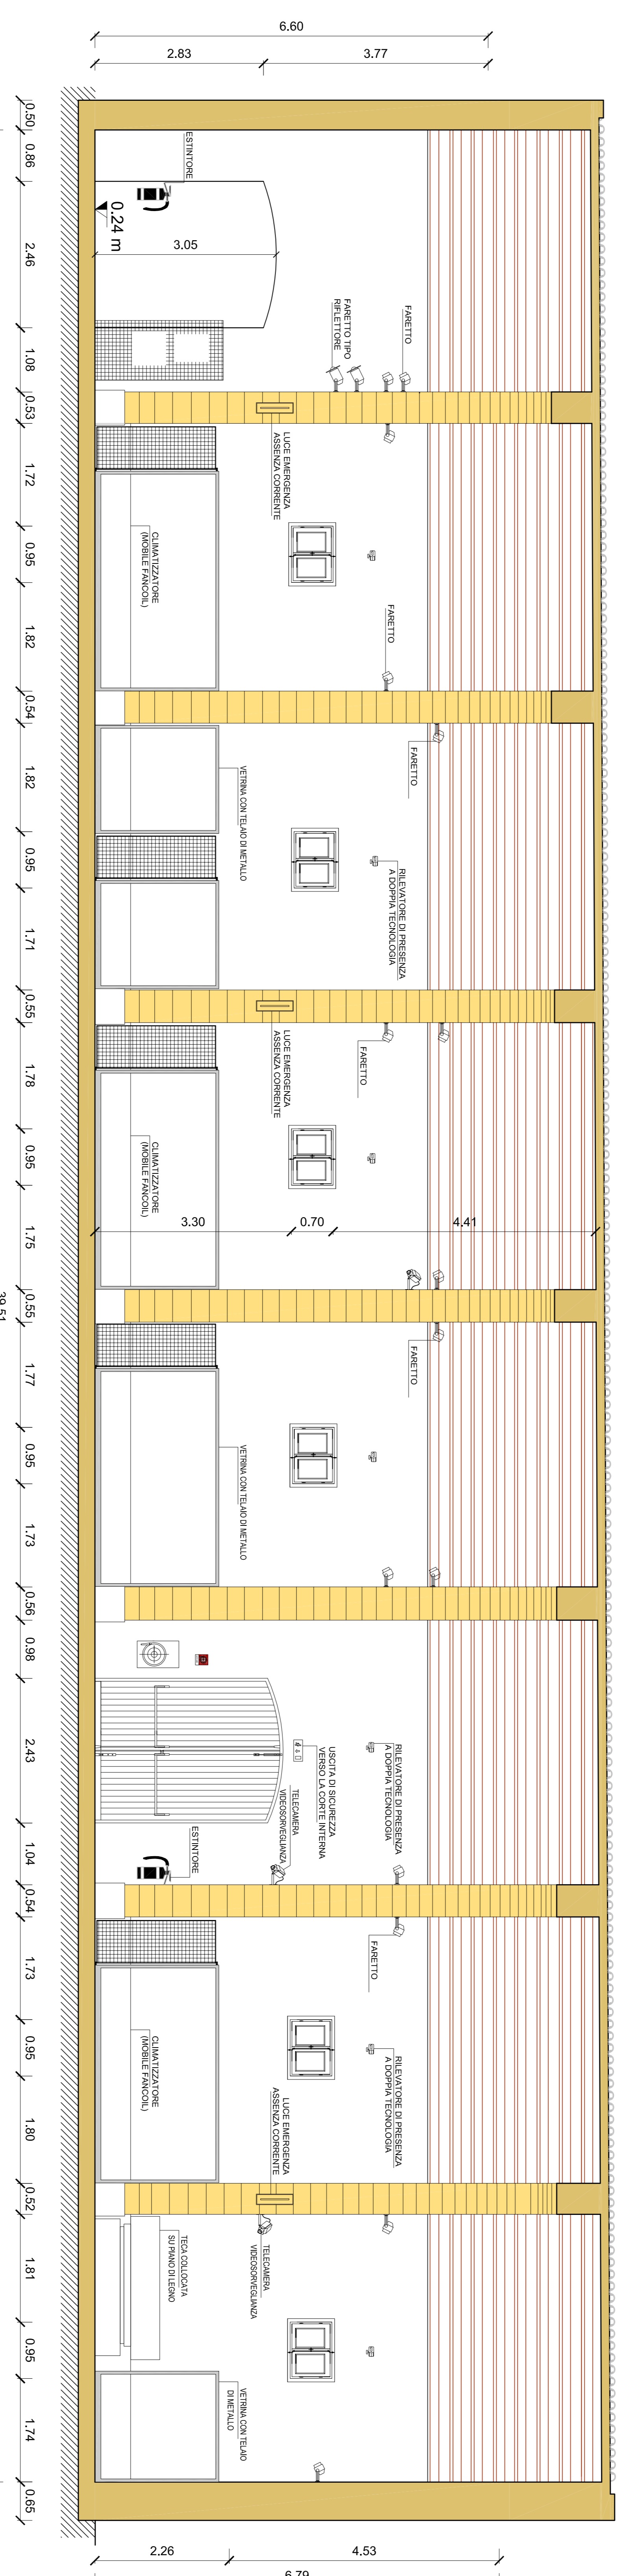 6.60
2.83
3.77
0.50
0.86
2.46
1.08
0.53
1.72
0.95
1.82
0.54
1.82
0.95
1.71
0.55
1.78
0.95
1.75
0.55
1.77
0.95
1.73
0.56
0.98
2.43
1.04
0.54
1.73
0.95
1.80
0.52
1.81
0.95
1.74
0.65
39.51
ESTINTORE
0.24 m
3.05
FARETTO
FARETTO TIPO
RIFLETTORE
LUCE EMERGENZA
ASSENZA CORRENTE
CLIMATIZZATORE
(MOBILE FANCOIL)
FARETTO
FARETTO
VETRINA CON TELAIO DI METALLO
RILEVATORE DI PRESENZA
A DOPPIA TECNOLOGIA
LUCE EMERGENZA
ASSENZA CORRENTE
FARETTO
CLIMATIZZATORE
(MOBILE FANCOIL)
3.30
0.70
4.41
FARETTO
VETRINA CON TELAIO DI METALLO
RILEVATORE DI PRESENZA
A DOPPIA TECNOLOGIA
USCITA DI SICUREZZA
VERSO LA CORTE INTERNA
TELECAMERA
VIDEOSORVEGLIANZA
ESTINTORE
FARETTO
RILEVATORE DI PRESENZA
A DOPPIA TECNOLOGIA
CLIMATIZZATORE
(MOBILE FANCOIL)
LUCE EMERGENZA
ASSENZA CORRENTE
TELECAMERA
VIDEOSORVEGLIANZA
TECA COLLOCATA
SU PIANO DI LEGNO
VETRINA CON TELAIO
DI METALLO
2.26
4.53
6.79